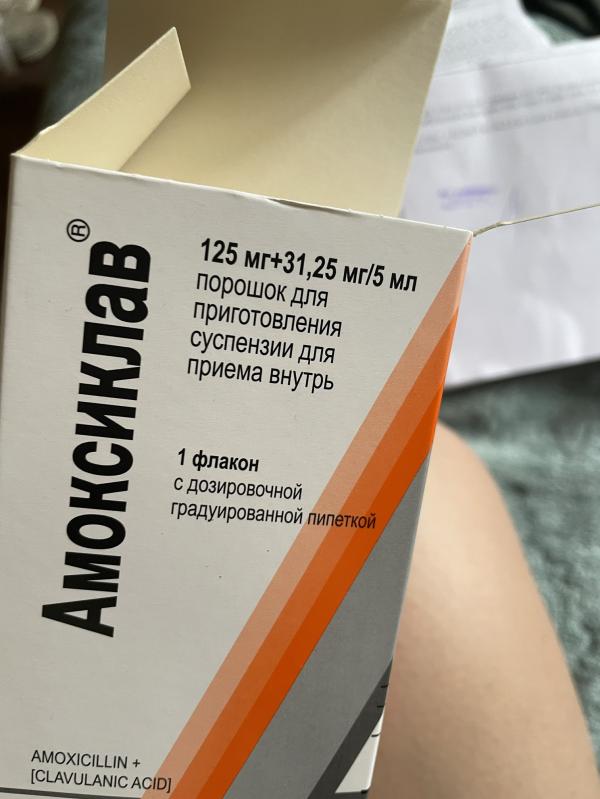 Амоксиклав®
125 мг+31,25 мг/5 мл
порошок для
приготовления
суспензии для
приема внутрь
1 флакон
с дозировочной
градуированной пипеткой
AMOXICILLIN +
[CLAVULANIC ACID]